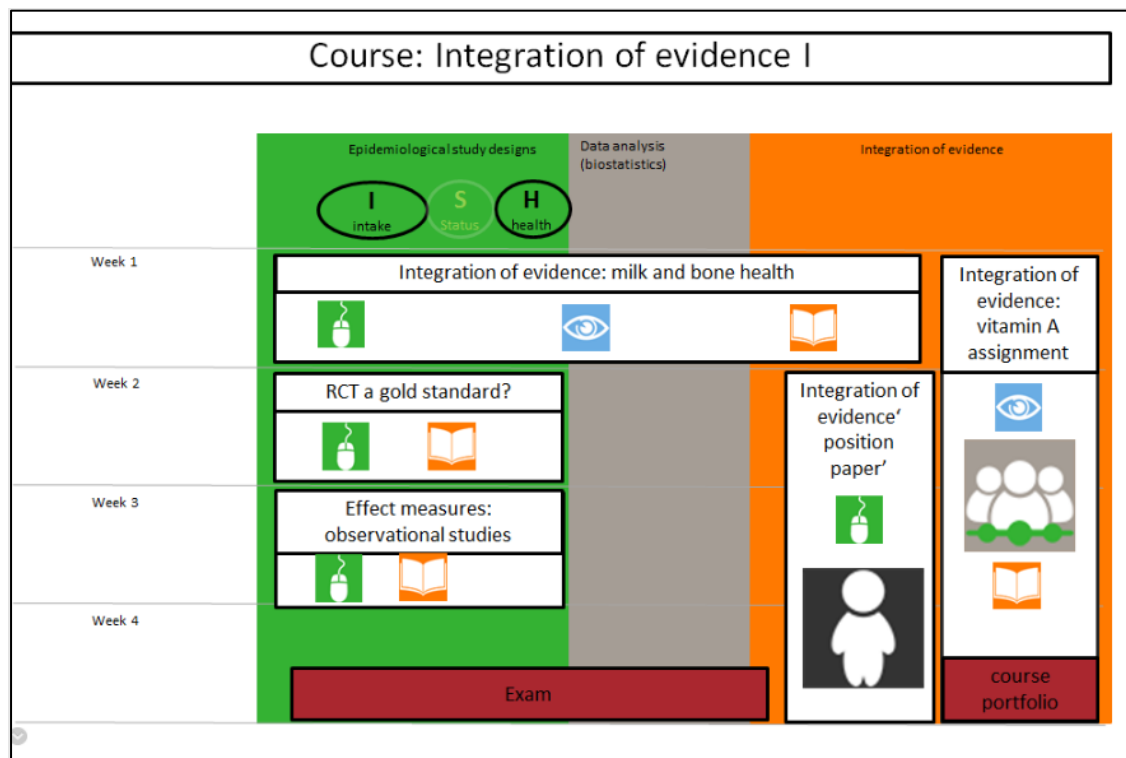 Course: Integration of evidence I
Epidemiological study designs
Data analysis
(biostatistics)
Integration of evidence
I
intake
S
Status
H
health
Week 1
Integration of evidence: milk and bone health
Integration of
evidence:
vitamin A
assignment
Week 2
RCT a gold standard?
Integration of
evidence‘
position
paper’
Week 3
Effect measures:
observational studies
Week 4
Exam
course
portfolio